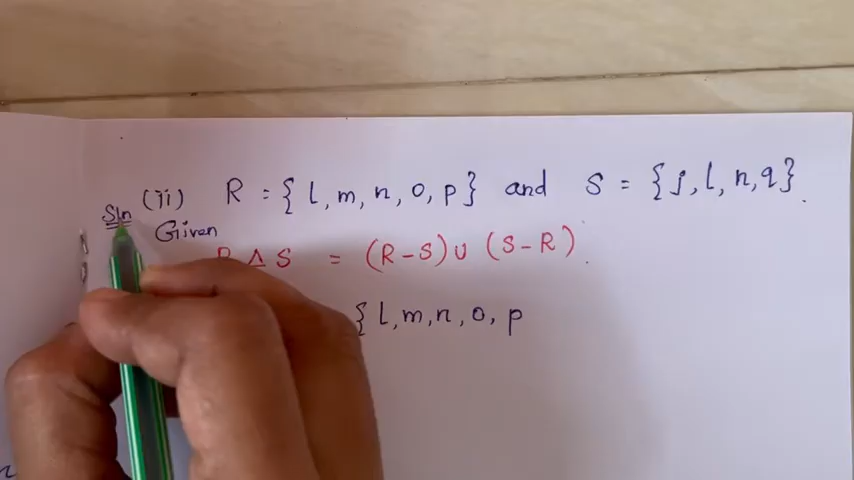 (ii) R = { l, m, n, o, p } and S = { j, l, n, q } .
Sln Given
R Δ S = (R - S) ∪ (S - R) .
{ l, m, n, o, p